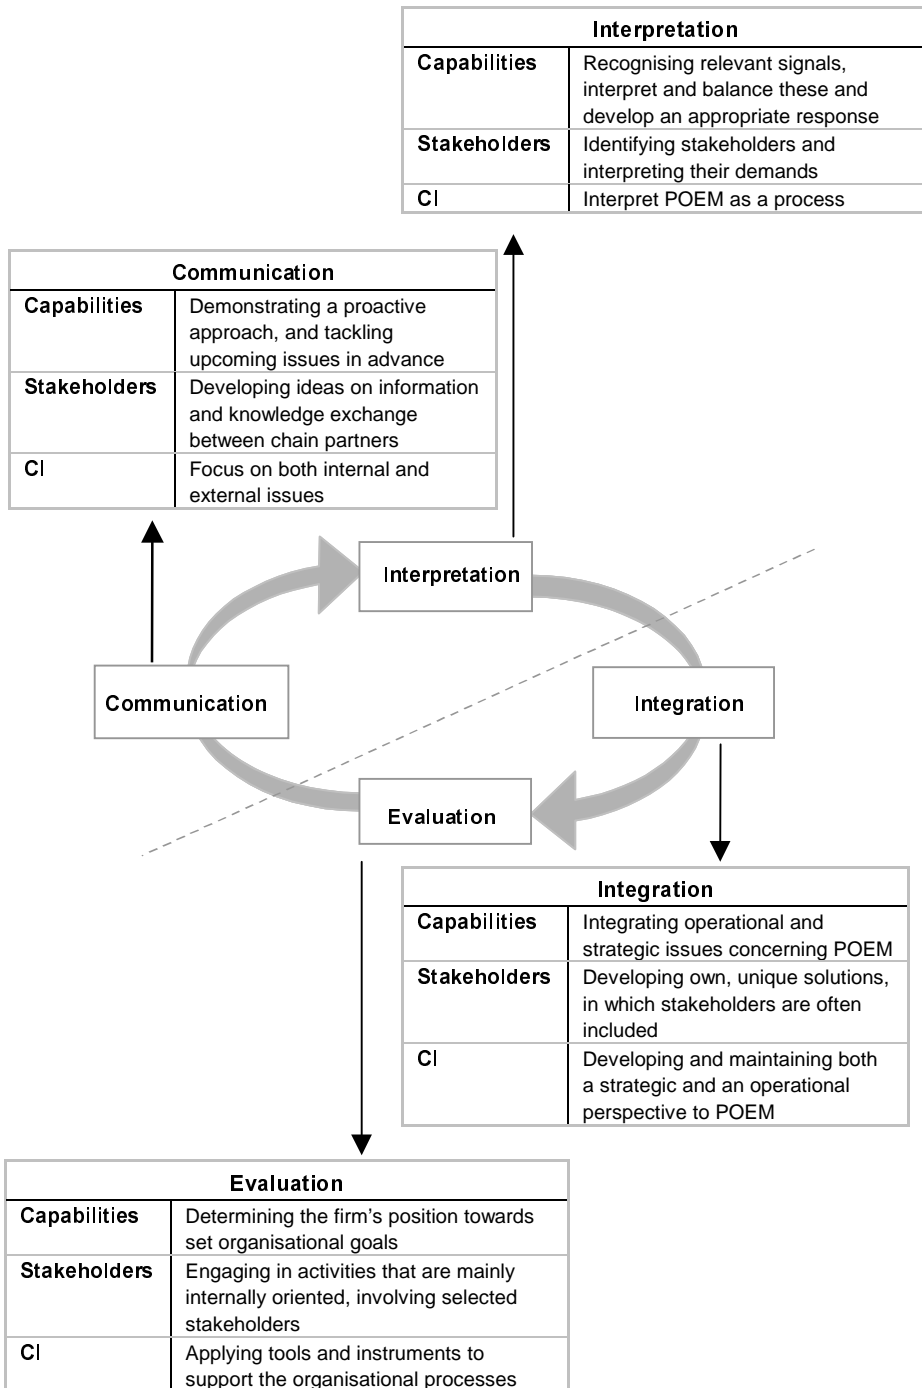 Interpretation
Capabilities
Recognising relevant signals,
interpret and balance these and
develop an appropriate response
Stakeholders
Identifying stakeholders and
interpreting their demands
CI
Interpret POEM as a process
Communication
Capabilities
Demonstrating a proactive
approach, and tackling
upcoming issues in advance
Stakeholders
Developing ideas on information
and knowledge exchange
between chain partners
CI
Focus on both internal and
external issues
Interpretation
Communication
Integration
Evaluation
Integration
Capabilities
Integrating operational and
strategic issues concerning POEM
Stakeholders
Developing own, unique solutions,
in which stakeholders are often
included
CI
Developing and maintaining both
a strategic and an operational
perspective to POEM
Evaluation
Capabilities
Determining the firm's position towards
set organisational goals
Stakeholders
Engaging in activities that are mainly
internally oriented, involving selected
stakeholders
CI
Applying tools and instruments to
support the organisational processes